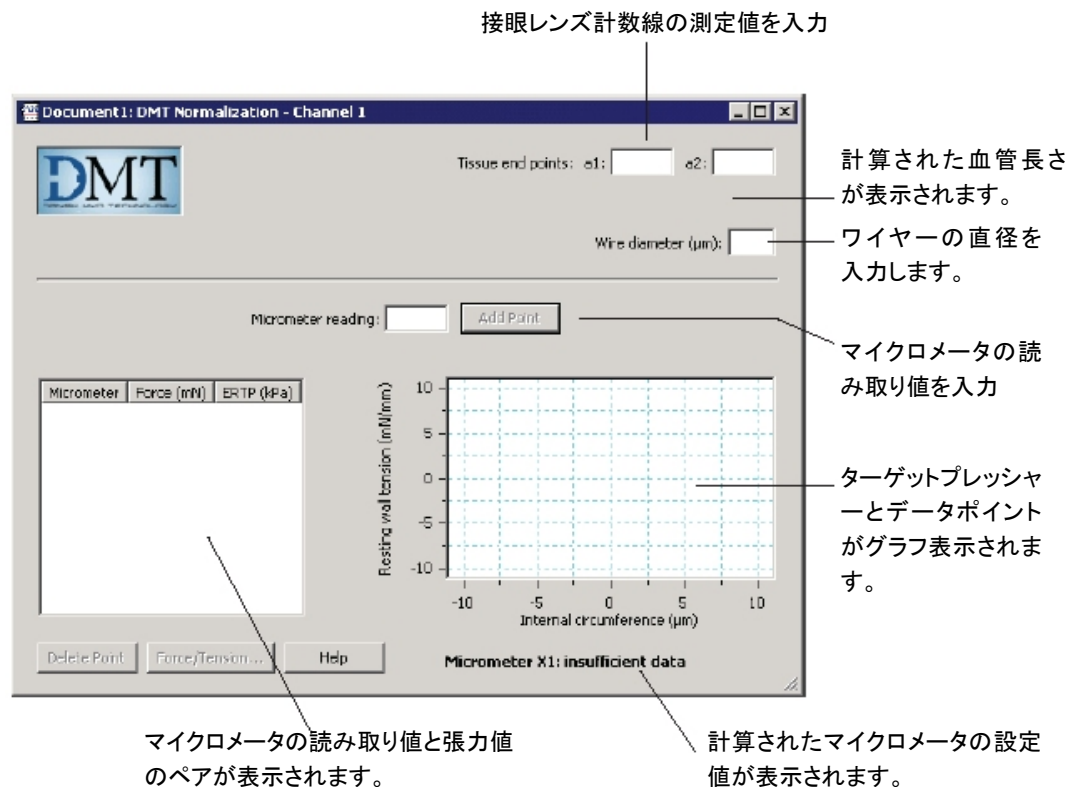 接眼レンズ計数線の測定値を入力
Document1: DMT Normalization - Channel 1
DMT
Tissue end points: a1: a2:
計算された血管長さ
が表示されます。
Wire diameter (µm):
ワイヤーの直径を
入力します。
Micrometer reading:
Add Point
マイクロメータの読
み取り値を入力
Micrometer Force (mN) ERTP (kPa)
Resting wall tension (mN/mm)
10
5
0
-5
-10
-10 -5 0 5 10
Internal circumference (µm)
ターゲットプレッシャ
ーとデータポイント
がグラフ表示されま
す。
Delete Point Force/Tension... Help
Micrometer X1: insufficient data
マイクロメータの読み取り値と張力値
のペアが表示されます。
計算されたマイクロメータの設定
値が表示されます。